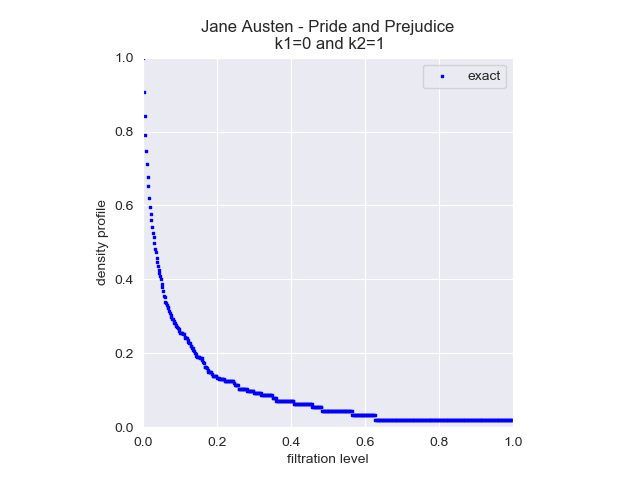 Jane Austen - Pride and Prejudice
k1=0 and k2=1
exact
1.0
0.8
0.6
0.4
0.2
0.0
density profile
0.0 0.2 0.4 0.6 0.8 1.0
filtration level